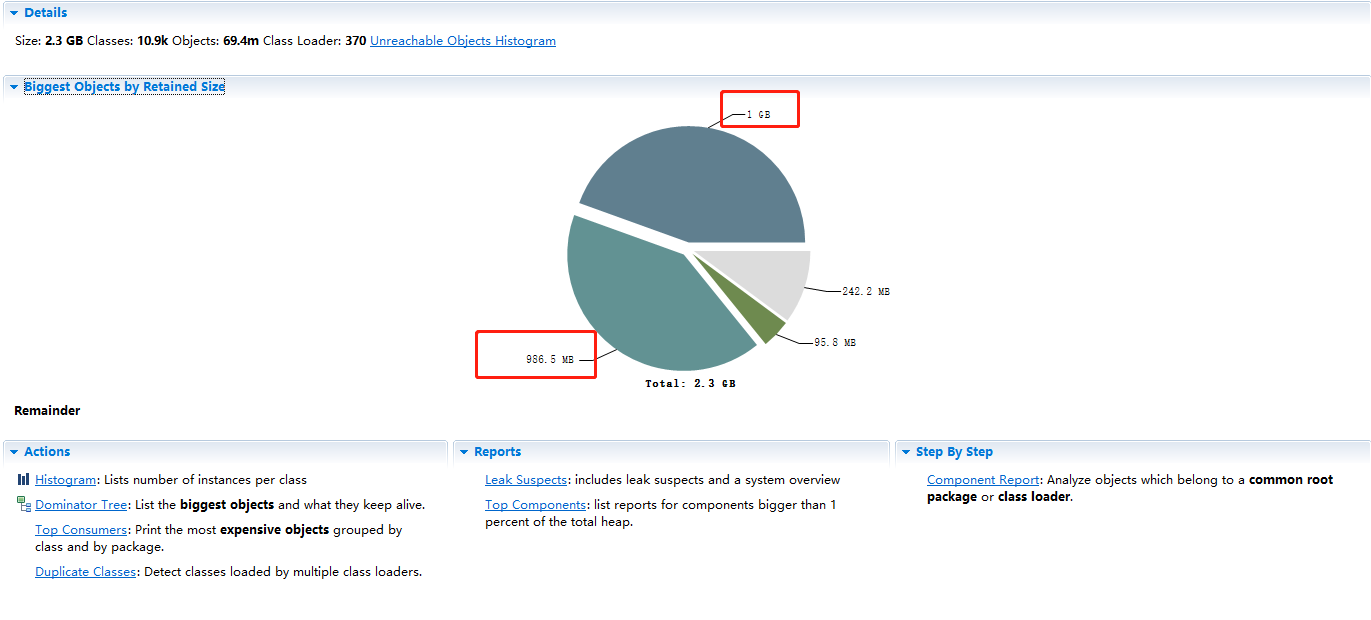 Details
Size: 2.3 GB Classes: 10.9k Objects: 69.4m Class Loader: 370 Unreachable Objects Histogram
Biggest Objects by Retained Size
1 GB
242.2 MB
95.8 MB
986.5 MB
Total: 2.3 GB
Remainder
Actions
Histogram: Lists number of instances per class
Dominator Tree: List the biggest objects and what they keep alive.
Top Consumers: Print the most expensive objects grouped by
class and by package.
Duplicate Classes: Detect classes loaded by multiple class loaders.
Reports
Leak Suspects: includes leak suspects and a system overview
Top Components: list reports for components bigger than 1
percent of the total heap.
Step By Step
Component Report: Analyze objects which belong to a common root
package or class loader.